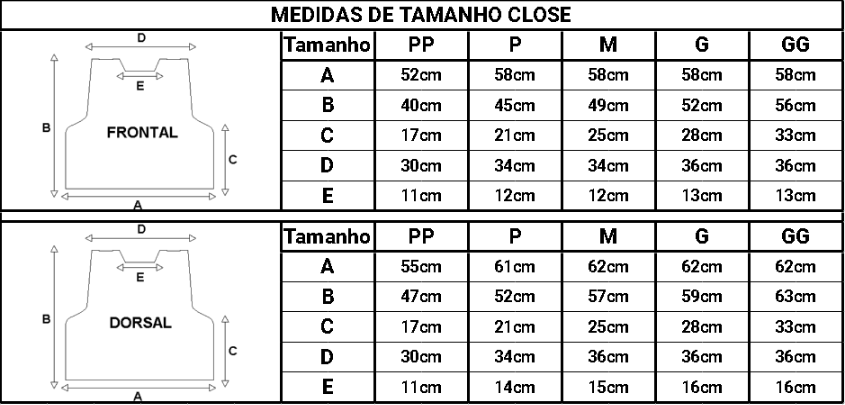 MEDIDAS DE TAMANHO CLOSE
Tamanho PP P M G GG
A 52cm 58cm 58cm 58cm 58cm
B 40cm 45cm 49cm 52cm 56cm
C 17cm 21cm 25cm 28cm 33cm
D 30cm 34cm 34cm 36cm 36cm
E 11cm 12cm 12cm 13cm 13cm
D
E
B
FRONTAL
C
A
Tamanho PP P M G GG
A 55cm 61cm 62cm 62cm 62cm
B 47cm 52cm 57cm 59cm 63cm
C 17cm 21cm 25cm 28cm 33cm
D 30cm 34cm 36cm 36cm 36cm
E 11cm 14cm 15cm 16cm 16cm
D
E
B
DORSAL
C
A